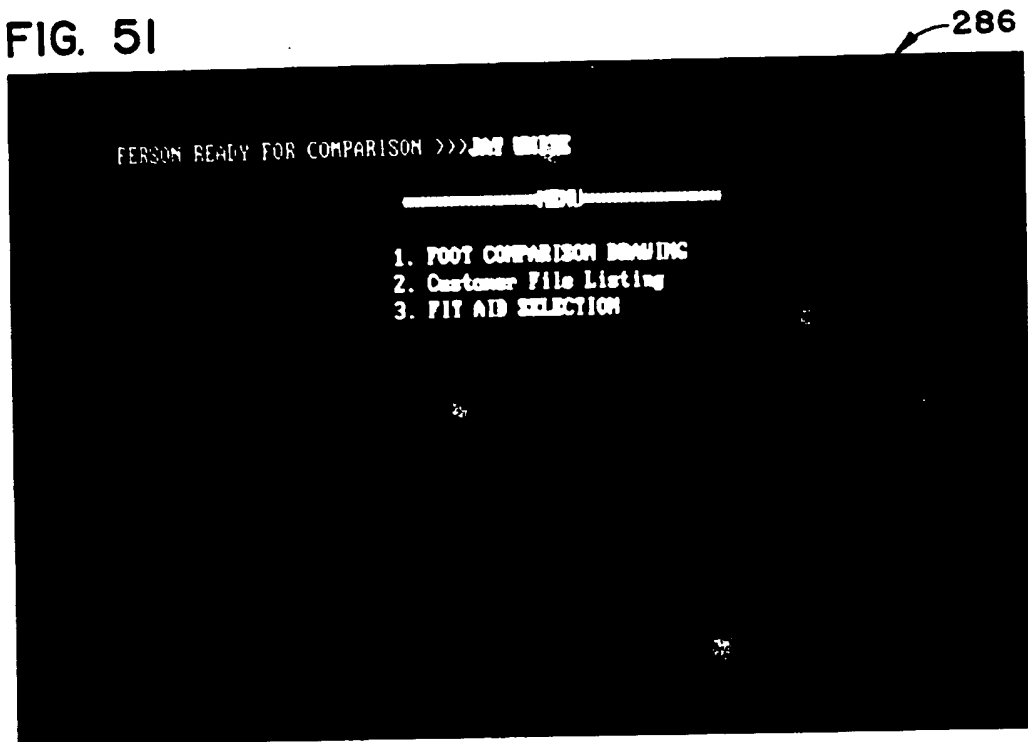 FIG. 51
286
PERSON READY FOR COMPARISON >>>JAY
MENU
1. FOOT COMPARISON DRAWING
2. Customer File Listing
3. FIT AID SELECTION